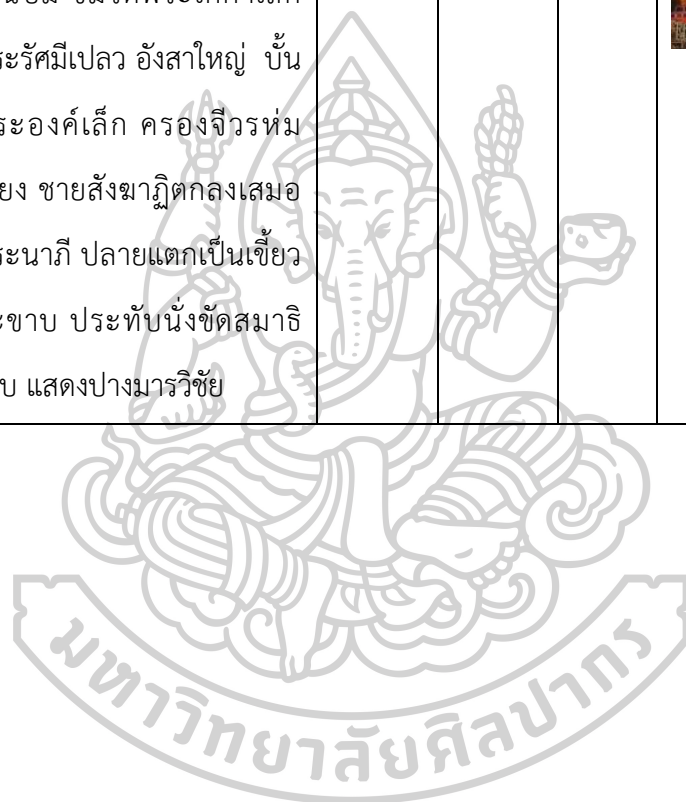 ะรัศมีเปลว อังสาใหญ่ บั้น
ระองค์เล็ก ครองจีวรห่ม
ยง ชายสังฆาฏิตกลงเสมอ
ระนาภี ปลายแตกเป็นเขี้ยว
ะขาบ ประทับนั่งขัดสมาธิ
บ แสดงปางมารวิชัย
มหาวิทยาลัยศิลปากร